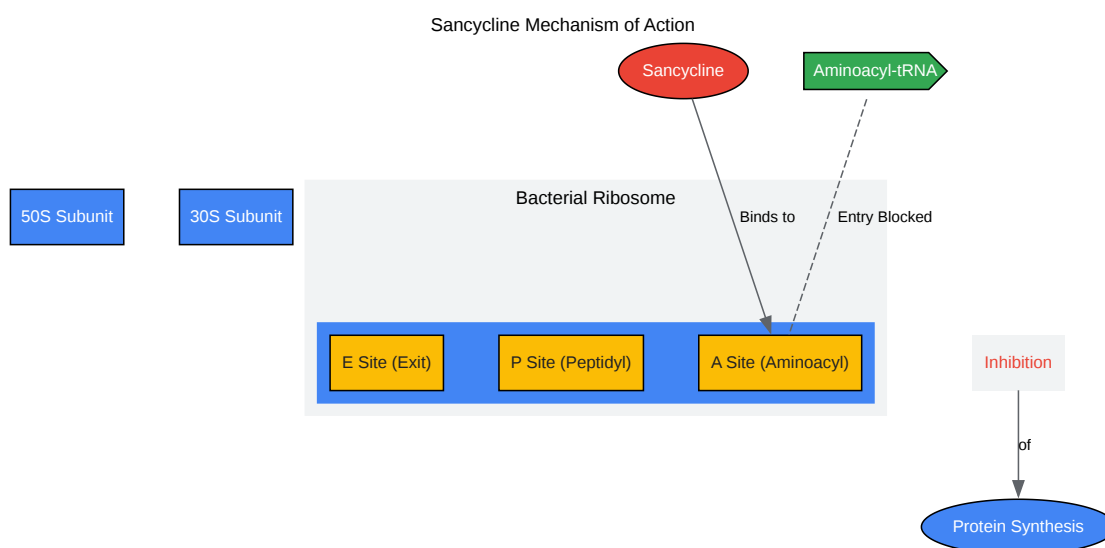 Sancycline Mechanism of Action
Sancycline
Aminoacyl-tRNA
50S Subunit
30S Subunit
Bacterial Ribosome
Binds to
Entry Blocked
E Site (Exit)
P Site (Peptidyl)
A Site (Aminoacyl)
Inhibition
of
Protein Synthesis